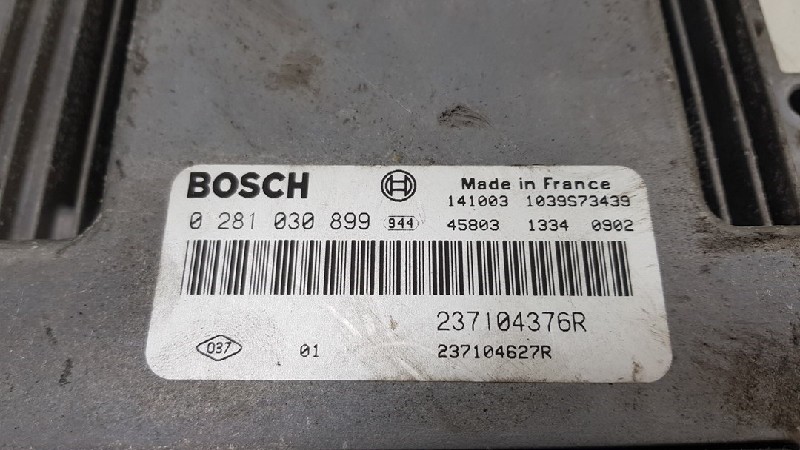 BOSCH Made in France
141003 1039S73439
0 281 030 899 944 45803 1334 0902
237104376R
037 01 237104627R